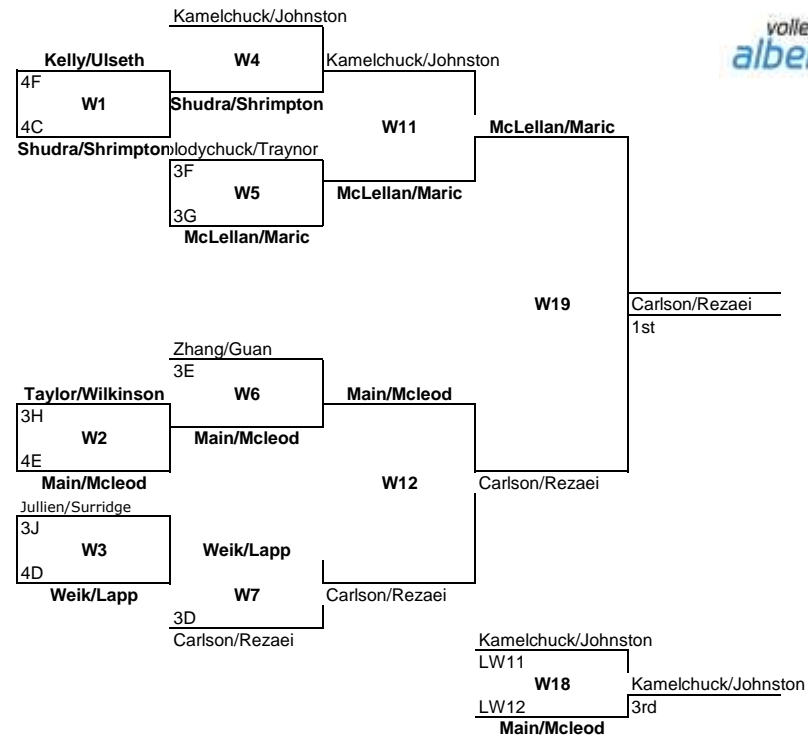 Kamelchuck/Johnston
volle
albe
Kelly/Ulseth W4 Kamelchuck/Johnston
4F
W1 Shudra/Shrimpton
4C W11 McLellan/Maric
Shudra/Shrimpton lodychuck/Traynor
3F
W5 McLellan/Maric
3G
McLellan/Maric
W19 Carlson/Rezaei
1st
Zhang/Guan
3E
Taylor/Wilkinson W6 Main/Mcleod
3H
W2 Main/Mcleod
4E
Main/Mcleod W12 Carlson/Rezaei
Jullien/Surridge
3J
W3 Weik/Lapp
4D
Weik/Lapp W7 Carlson/Rezaei
3D
Carlson/Rezaei Kamelchuck/Johnston
LW11
W18 Kamelchuck/Johnston
LW12 3rd
Main/Mcleod